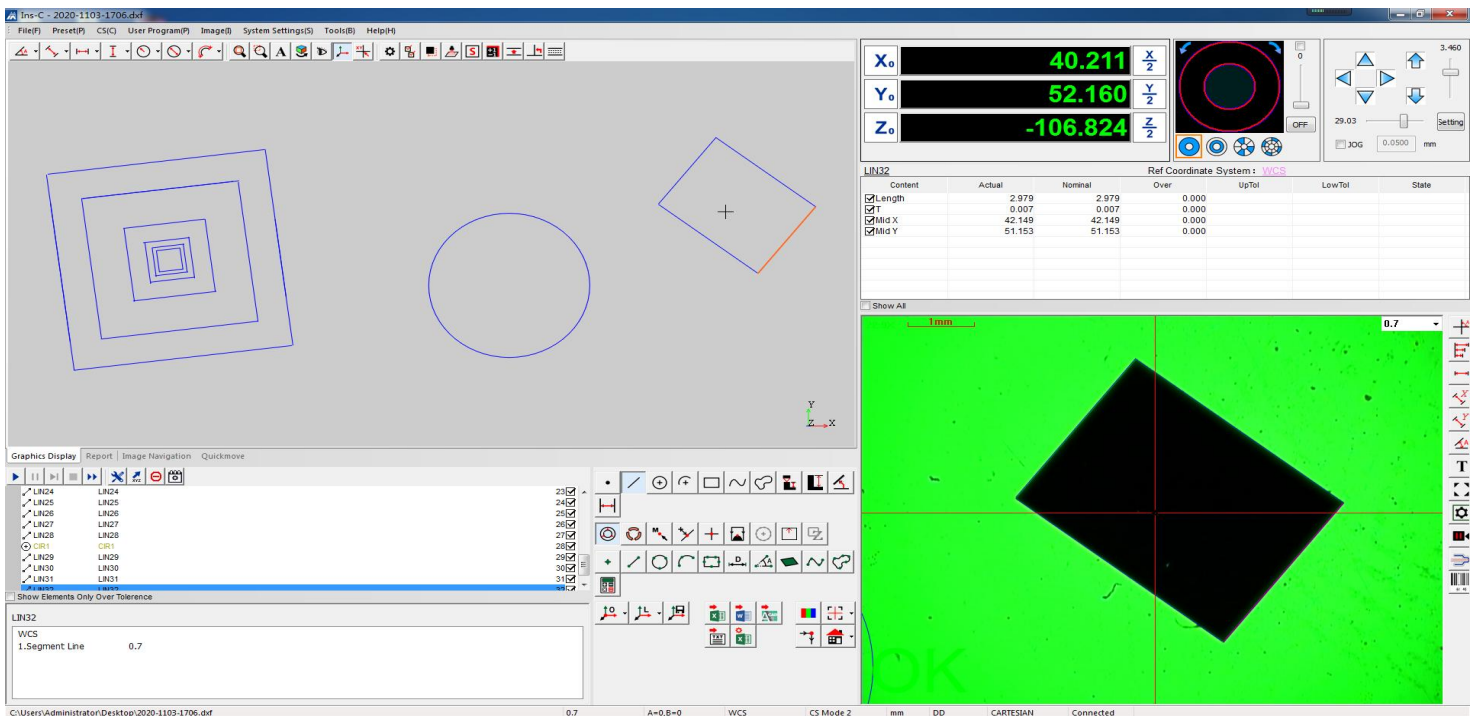 Ins-C - 2020-1103-1706.dxf
File(F) Preset(P) CS(C) User Program(P) Image(I) System Settings(S) Tools(B) Help(H)
A S
X₀ 40.211 X/2
Y₀ 52.160 Y/2
Z₀ -106.824 Z/2
0
OFF
3.460
29.03 Setting
JOG 0.0500 mm
LIN32 Ref Coordinate System: WCS
Content Actual Nominal Over UpTol LowTol State
Length 2.979 2.979 0.000
T 0.007 0.007 0.000
Mid X 42.149 42.149 0.000
Mid Y 51.153 51.153 0.000
Show All
Y
Z X
1mm 0.7
OK
X
Y
T
Graphics Display Report Image Navigation Quickmove
LIN24 LIN24 23
LIN25 LIN25 24
LIN26 LIN26 25
LIN27 LIN27 26
LIN28 LIN28 27
CIR1 CIR1 28
LIN29 LIN29 29
LIN30 LIN30 30
LIN31 LIN31 31
LIN32 LIN32 32
Show Elements Only Over Tolerance
LIN32
WCS
1.Segment Line 0.7
C:\Users\Administrator\Desktop\2020-1103-1706.dxf 0.7 A=0,B=0 WCS CS Mode 2 mm DD CARTESIAN Connected